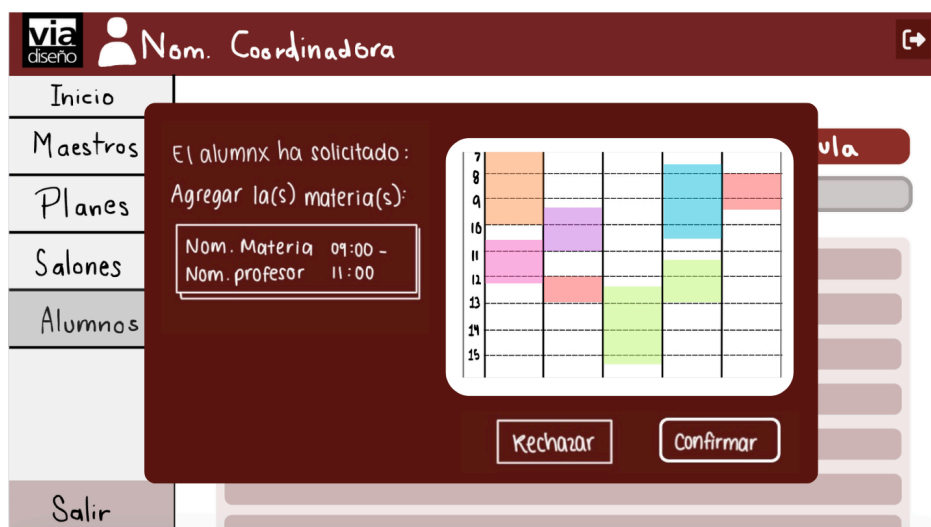 via
diseño
Nom. Coordinadora
Inicio
Maestros
Planes
Salones
Alumnos
Salir
ula
El alumnx ha solicitado:
Agregar la(s) materia(s):
Nom. Materia 09:00 -
Nom. profesor 11:00
7
8
9
10
11
12
13
14
15
Rechazar
Confirmar